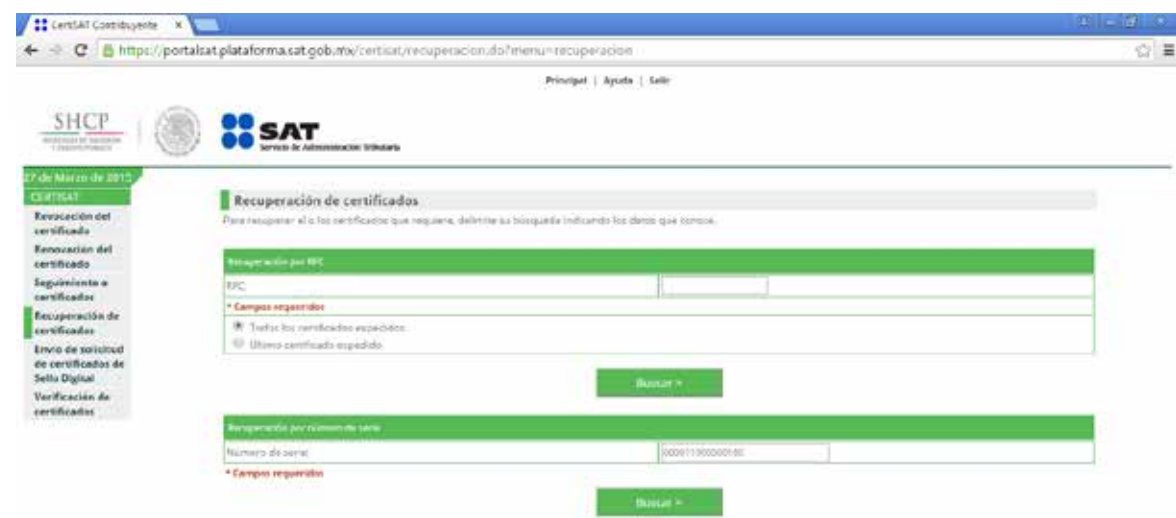 CertiSAT Contribuyente
https://portalsat.plataforma.sat.gob.mx/certisat/recuperacion.do?menu=recuperacion
Principal | Ayuda | Salir
SHCP
SAT
Servicio de Administración Tributaria
27 de Marzo de
CERTISAT
Revocación del
certificado
Renovación del
certificado
Seguimiento a
certificados
Recuperación de
certificados
Envío de solicitud
de certificados de
Sello Digital
Verificación de
certificados
Recuperación de certificados
Para recuperar el o los certificados que requiere, delimite su búsqueda indicando los datos que conoce.
Recuperación por RFC
RFC
* Campos requeridos
Todos los certificados expedidos.
Último certificado expedido.
Buscar >
Recuperación por número de serie
Número de serie:
* Campos requeridos
Buscar >